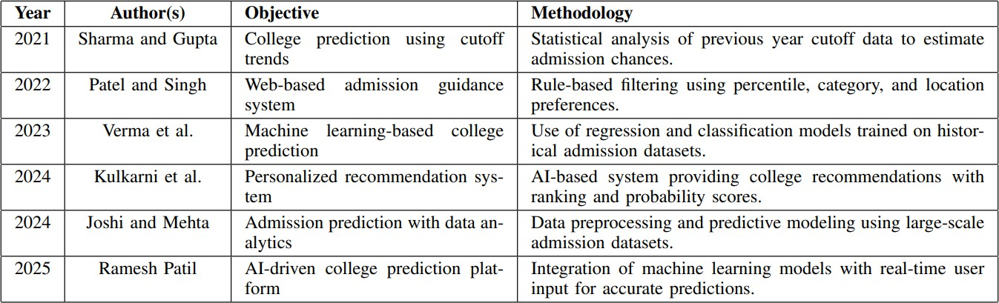 Year Author(s) Objective Methodology
2021 Sharma and Gupta College prediction using cutoff Statistical analysis of previous year cutoff data to estimate
trends admission chances.
2022 Patel and Singh Web-based admission guidance Rule-based filtering using percentile, category, and location
system preferences.
2023 Verma et al. Machine learning-based college Use of regression and classification models trained on histor-
prediction ical admission datasets.
2024 Kulkarni et al. Personalized recommendation sys- AI-based system providing college recommendations with
tem ranking and probability scores.
2024 Joshi and Mehta Admission prediction with data an- Data preprocessing and predictive modeling using large-scale
alytics admission datasets.
2025 Ramesh Patil AI-driven college prediction plat- Integration of machine learning models with real-time user
form input for accurate predictions.